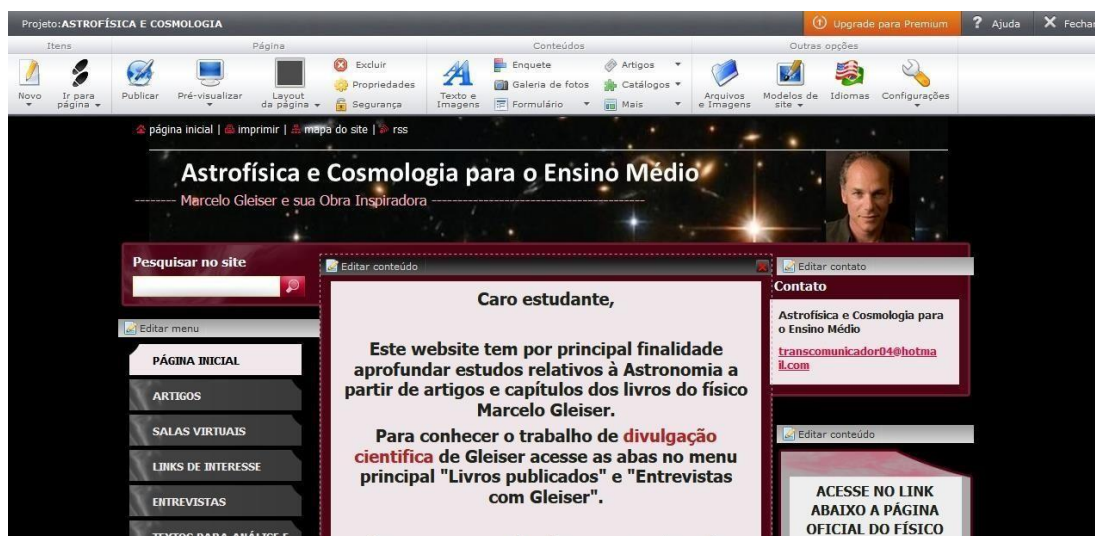 Projeto:ASTROFÍSICA E COSMOLOGIA
Upgrade para Premium
? Ajuda
X Fechar
Itens
Página
Conteúdos
Outras opções
Novo
Ir para
página
Publicar
Pré-visualizar
Layout
da página
Excluir
Propriedades
Segurança
Texto e
Imagens
Enquete
Galeria de fotos
Formulário
Artigos
Catálogos
Mais
Arquivos
e Imagens
Modelos de
site
Idiomas
Configurações
página inicial | imprimir | mapa do site | rss
Astrofísica e Cosmologia para o Ensino Médio
-------- Marcelo Gleiser e sua Obra Inspiradora ------------------------------------------
Pesquisar no site
Editar menu
PÁGINA INICIAL
ARTIGOS
SALAS VIRTUAIS
LINKS DE INTERESSE
ENTREVISTAS
TEXTOS PARA ANÁLISE E
Editar conteúdo
Caro estudante,
Este website tem por principal finalidade
aprofundar estudos relativos à Astronomia a
partir de artigos e capítulos dos livros do físico
Marcelo Gleiser.
Para conhecer o trabalho de divulgação
cientifica de Gleiser acesse as abas no menu
principal "Livros publicados" e "Entrevistas
com Gleiser".
Editar contato
Contato
Astrofísica e Cosmologia para
o Ensino Médio
transcomunicador04@hotma
il.com
Editar conteúdo
ACESSE NO LINK
ABAIXO A PÁGINA
OFICIAL DO FÍSICO